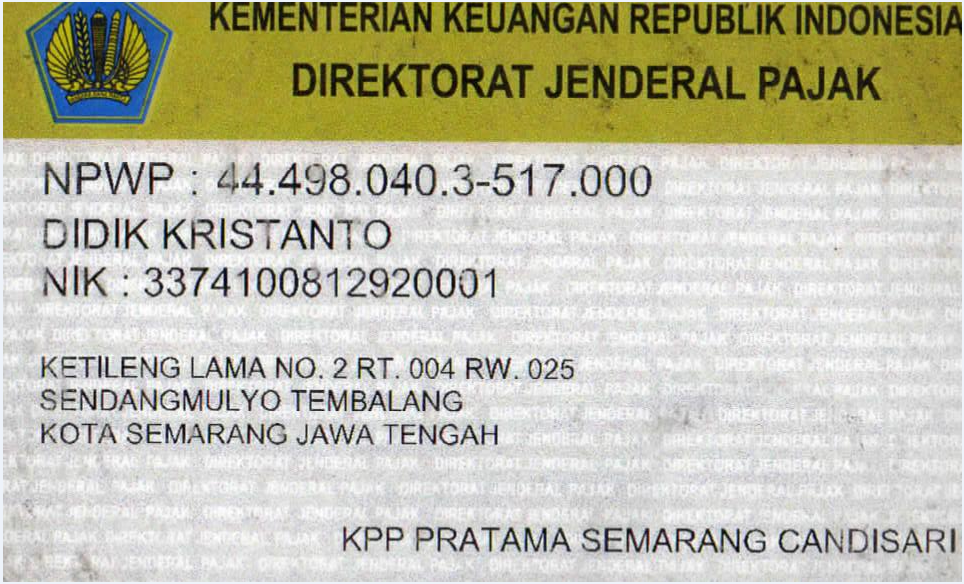 KEMENTERIAN KEUANGAN REPUBLIK INDONESIA
DIREKTORAT JENDERAL PAJAK
NPWP : 44.498.040.3-517.000
DIDIK KRISTANTO
NIK : 3374100812920001
KETILENG LAMA NO. 2 RT. 004 RW. 025
SENDANGMULYO TEMBALANG
KOTA SEMARANG JAWA TENGAH
KPP PRATAMA SEMARANG CANDISARI